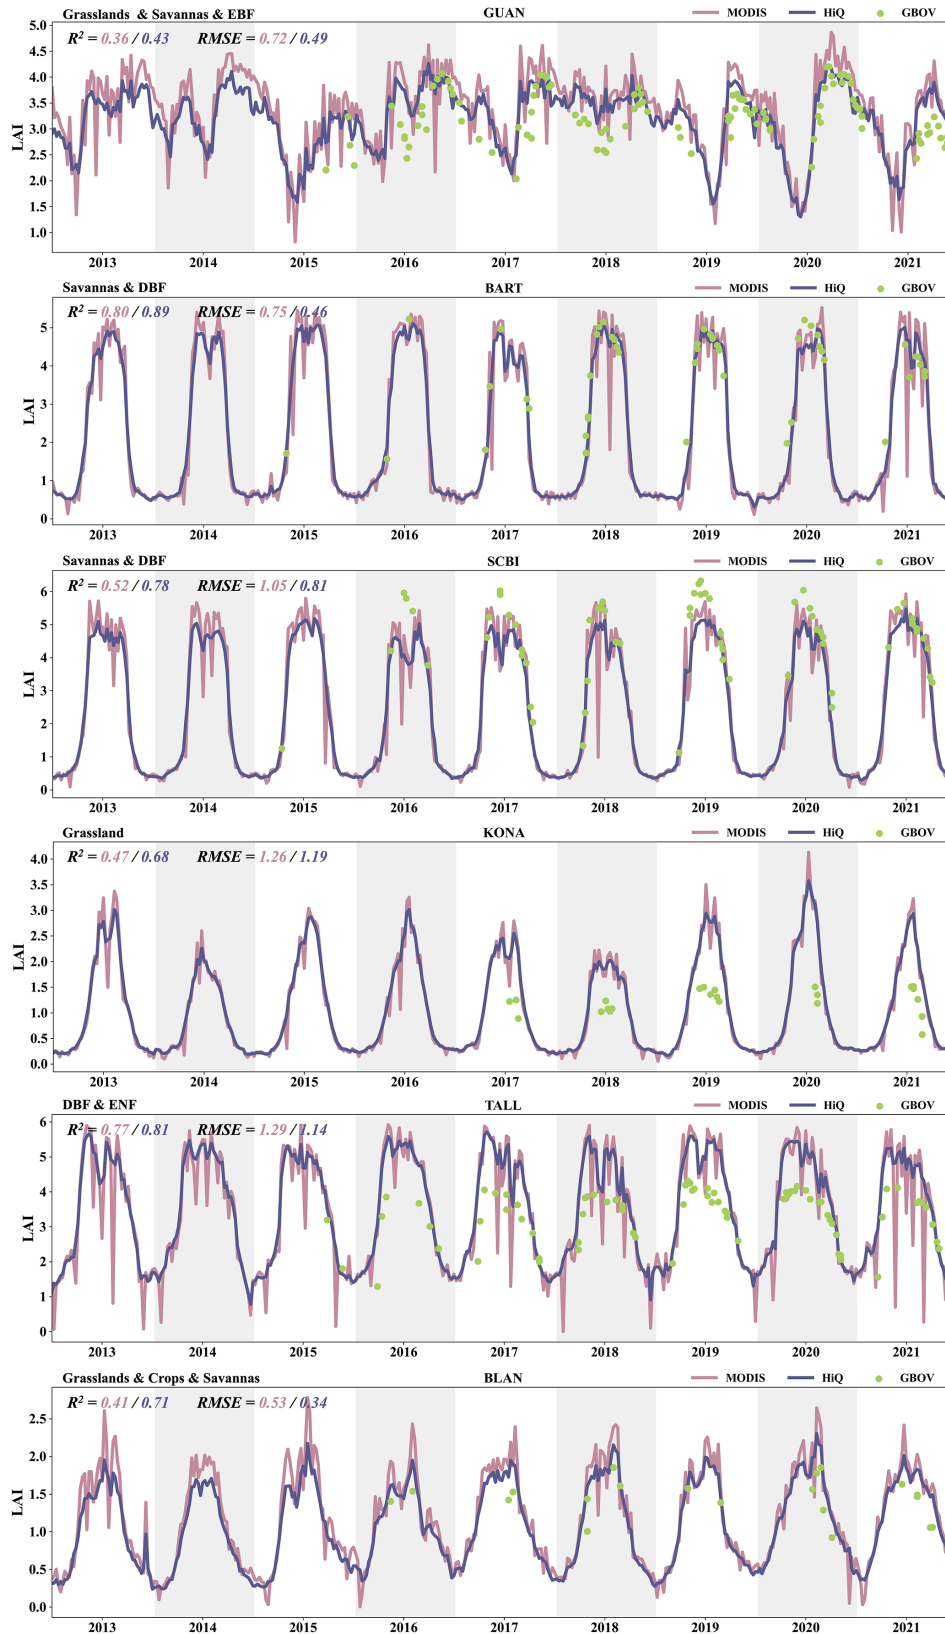 Grasslands & Savannas & EBF GUAN MODIS HiQ GBOV
R² = 0.36 / 0.43 RMSE = 0.72 / 0.49
5.0
4.5
4.0
3.5
3.0
2.5
2.0
1.5
1.0
LAI
2013 2014 2015 2016 2017 2018 2019 2020 2021
Savannas & DBF BART MODIS HiQ GBOV
R² = 0.80 / 0.89 RMSE = 0.75 / 0.46
5
4
3
2
1
0
LAI
2013 2014 2015 2016 2017 2018 2019 2020 2021
Savannas & DBF SCBI MODIS HiQ GBOV
R² = 0.52 / 0.78 RMSE = 1.05 / 0.81
6
5
4
3
2
1
0
LAI
2013 2014 2015 2016 2017 2018 2019 2020 2021
Grassland KONA MODIS HiQ GBOV
R² = 0.47 / 0.68 RMSE = 1.26 / 1.19
4.0
3.5
3.0
2.5
2.0
1.5
1.0
0.5
0.0
LAI
2013 2014 2015 2016 2017 2018 2019 2020 2021
DBF & ENF TALL MODIS HiQ GBOV
R² = 0.77 / 0.81 RMSE = 1.29 / 1.14
6
5
4
3
2
1
0
LAI
2013 2014 2015 2016 2017 2018 2019 2020 2021
Grasslands & Crops & Savannas BLAN MODIS HiQ GBOV
R² = 0.41 / 0.71 RMSE = 0.53 / 0.34
2.5
2.0
1.5
1.0
0.5
0.0
LAI
2013 2014 2015 2016 2017 2018 2019 2020 2021